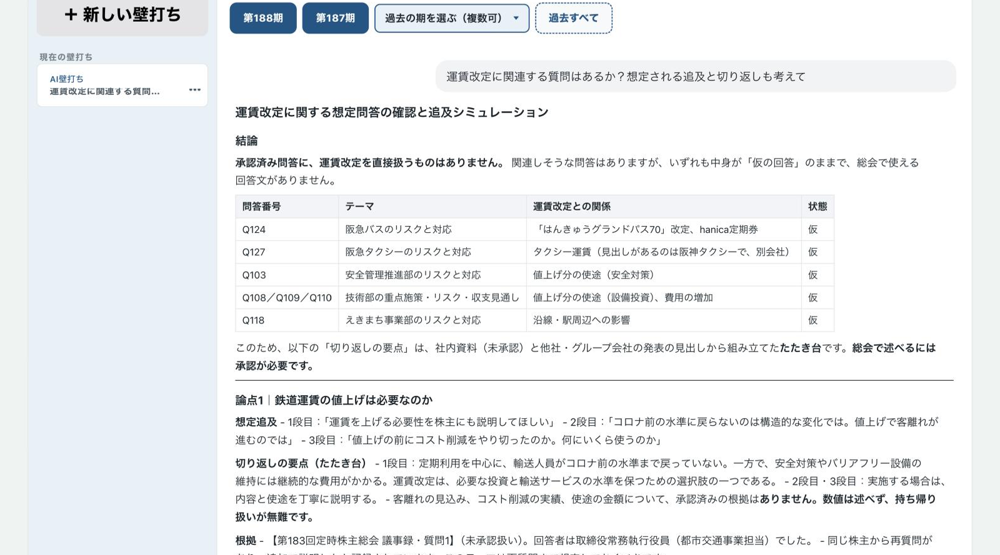 + 新しい壁打ち
第188期 第187期 過去の期を選ぶ（複数可） 過去すべて
現在の壁打ち
AI壁打ち
運賃改定に関連する質問... •••
運賃改定に関連する質問はあるか？想定される追及と切り返しも考えて
運賃改定に関する想定問答の確認と追及シミュレーション
結論
承認済み問答に、運賃改定を直接扱うものはありません。 関連しそうな問答はありますが、いずれも中身が「仮の回答」のままで、総会で使える
回答文がありません。
問答番号 テーマ 運賃改定との関係 状態
Q124 阪急バスのリスクと対応 「はんきゅうグランドパス70」改定、hanica定期券 仮
Q127 阪急タクシーのリスクと対応 タクシー運賃（見出しがあるのは阪神タクシーで、別会社） 仮
Q103 安全管理推進部のリスクと対応 値上げ分の使途（安全対策） 仮
Q108／Q109／Q110 技術部の重点施策・リスク・収支見通し 値上げ分の使途（設備投資）、費用の増加 仮
Q118 えきまち事業部のリスクと対応 沿線・駅周辺への影響 仮
このため、以下の「切り返しの要点」は、社内資料（未承認）と他社・グループ会社の発表の見出しから組み立てたたたき台です。総会で述べるには
承認が必要です。
論点1｜鉄道運賃の値上げは必要なのか
想定追及 - 1段目：「運賃を上げる必要性を株主にも説明してほしい」 - 2段目：「コロナ前の水準に戻らないのは構造的な変化では。値上げで客離れが
進むのでは」 - 3段目：「値上げの前にコスト削減をやり切ったのか。何にいくら使うのか」
切り返しの要点（たたき台） - 1段目：定期利用を中心に、輸送人員がコロナ前の水準まで戻っていない。一方で、安全対策やバリアフリー設備の
維持には継続的な費用がかかる。運賃改定は、必要な投資と輸送サービスの水準を保つための選択肢の一つである。 - 2段目・3段目：実施する場合は、
内容と使途を丁寧に説明する。 - 客離れの見込み、コスト削減の実績、使途の金額について、承認済みの根拠はありません。数値は述べず、持ち帰り
扱いが無難です。
根拠 - 【第183回定時株主総会 議事録・質問1】（未承認扱い）。回答者は取締役常務執行役員（都市交通事業担当）でした。 - 同じ株主から再質問が